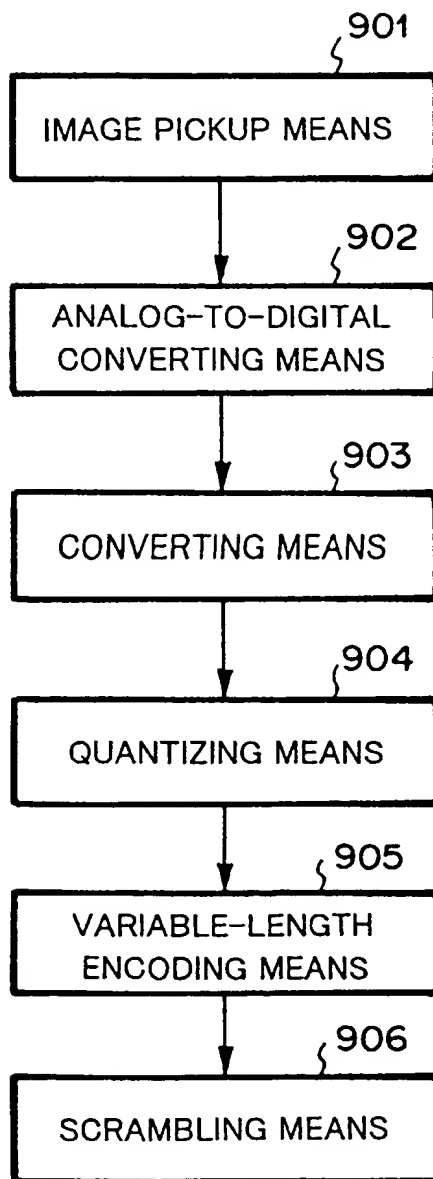 901
IMAGE PICKUP MEANS
902
ANALOG-TO-DIGITAL
CONVERTING MEANS
903
CONVERTING MEANS
904
QUANTIZING MEANS
905
VARIABLE-LENGTH
ENCODING MEANS
906
SCRAMBLING MEANS